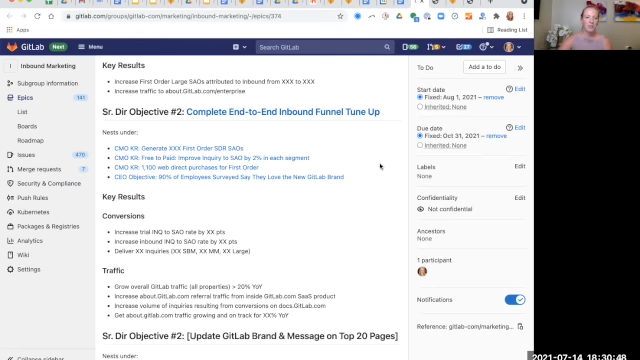 gitlab.com/groups/gitlab-com/marketing/inbound-marketing/-/epics/374
Reading List
GitLab
Next
Menu
Search GitLab
Inbound Marketing
Subgroup information
Epics
141
List
Boards
Roadmap
Issues
470
Merge requests
7
Security & Compliance
Push Rules
Kubernetes
Packages & Registries
Analytics
Wiki
Settings
Collapse sidebar
Key Results
Increase First Order Large SAOs attributed to Inbound from XXX to XXX
Increase traffic to about.GitLab.com/enterprise
Sr. Dir Objective #2: Complete End-to-End Inbound Funnel Tune Up
Nests under:
CMO KR: Generate XXX First Order SDR SAOs
CMO KR: Free to Paid: Improve Inquiry to SAO by 2% in each segment
CMO KR: 1,100 web direct purchases for First Order
CEO Objective: 90% of Employees Surveyed Say They Love the New GitLab Brand
Key Results
Conversions
Increase trial INQ to SAO rate by XX pts
Increase inbound INQ to SAO rate by XX pts
Deliver XX Inquiries (XX SBM, XX MM, XX Large)
Traffic
Grow overall GitLab traffic (all properties) > 20% YoY
Increase about.GitLab.com referral traffic from inside GitLab SaaS product
Increase volume of inquiries resulting from conversions on docs.GitLab.com
Get about.gitlab.com traffic growing and on track for XX% YoY
Sr. Dir Objective #2: [Update GitLab Brand & Message on Top 20 Pages]
Nests under:
To Do
Add a to do
Start date
Edit
Fixed: Aug 1, 2021 - remove
Inherited: None
Due date
Edit
Fixed: Oct 31, 2021 - remove
Inherited: None
Labels
Edit
None
Confidentiality
Edit
Not confidential
Ancestors
None
1 participant
Notifications
Reference: gitlab-com/marketing...
2021-07-14 18:30:48